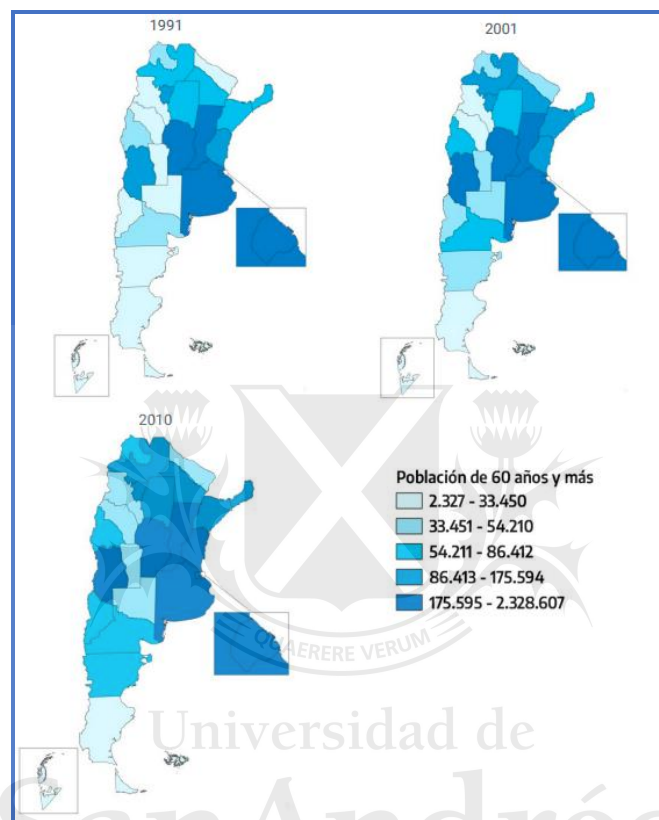 1991
2001
2010
Población de 60 años y más
2.327 - 33.450
33.451 - 54.210
54.211 - 86.412
86.413 - 175.594
175.595 - 2.328.607
QUAERERE VERUM
Universidad de
SanAndrés